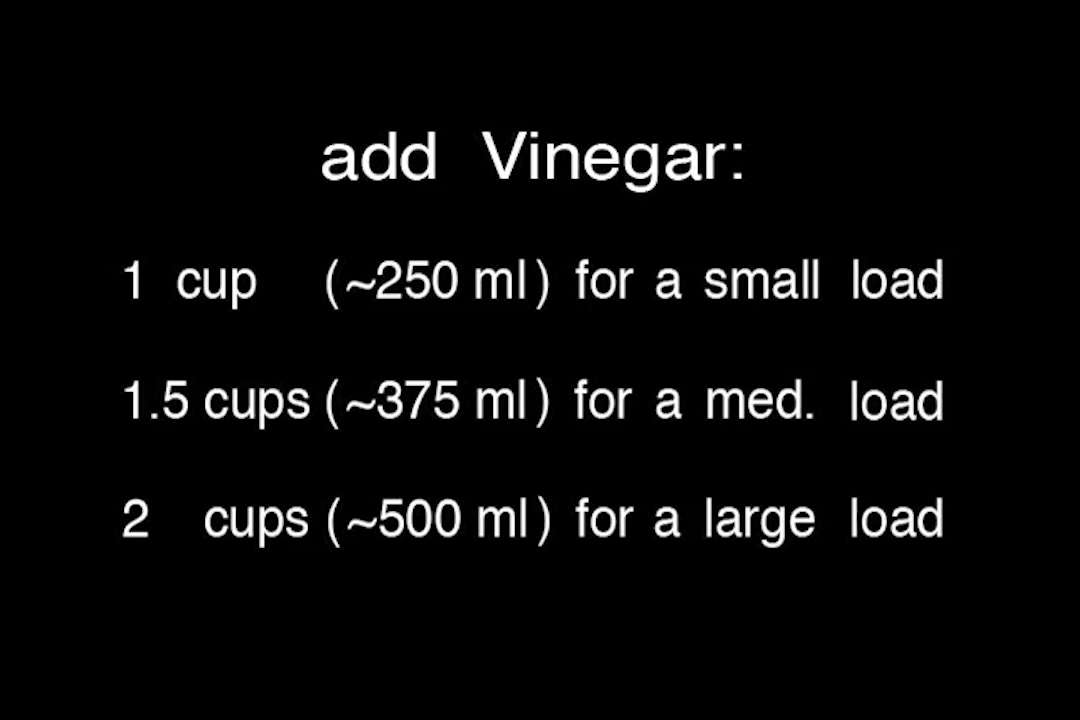 add Vinegar:
1 cup (~250 ml) for a small load
1.5 cups (~375 ml) for a med. load
2 cups (~500 ml) for a large load